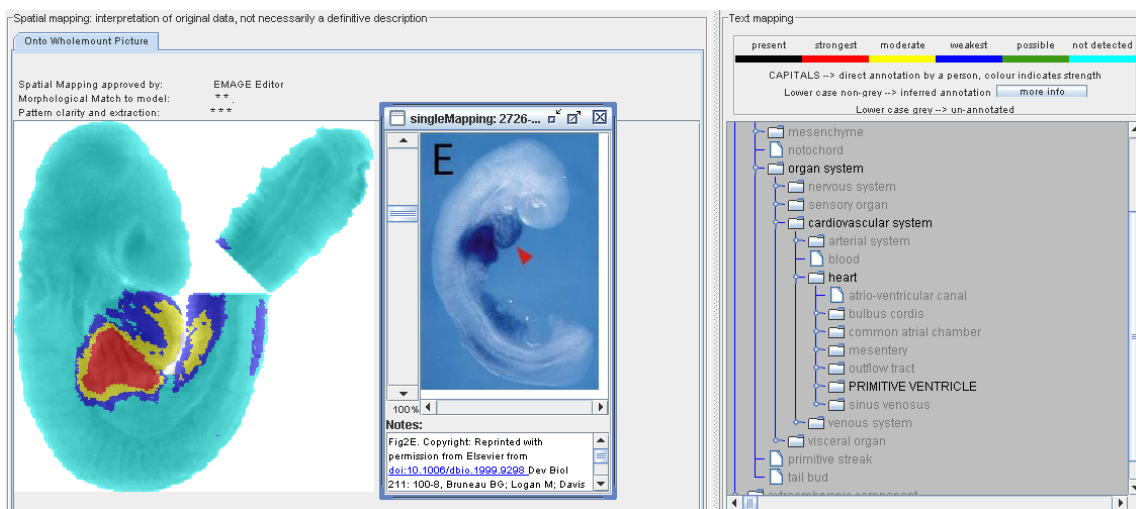 Spatial mapping: interpretation of original data, not necessarily a definitive description
Onto Wholemount Picture
Spatial Mapping approved by: EMAGE Editor
Morphological Match to model: * * .
Pattern clarity and extraction: * * *
singleMapping: 2726-...
E
100%
Notes:
Fig2E. Copyright: Reprinted with
permission from Elsevier from
doi:10.1006/dbio.1999.9298 Dev Biol
211: 100-8, Bruneau BG; Logan M; Davis
Text mapping
present strongest moderate weakest possible not detected
CAPITALS --> direct annotation by a person, colour indicates strength
Lower case non-grey --> inferred annotation more info
Lower case grey --> un-annotated
mesenchyme
notochord
organ system
nervous system
sensory organ
cardiovascular system
arterial system
blood
heart
atrio-ventricular canal
bulbus cordis
common atrial chamber
mesentery
outflow tract
PRIMITIVE VENTRICLE
sinus venosus
venous system
visceral organ
primitive streak
tail bud
extraembryonic component